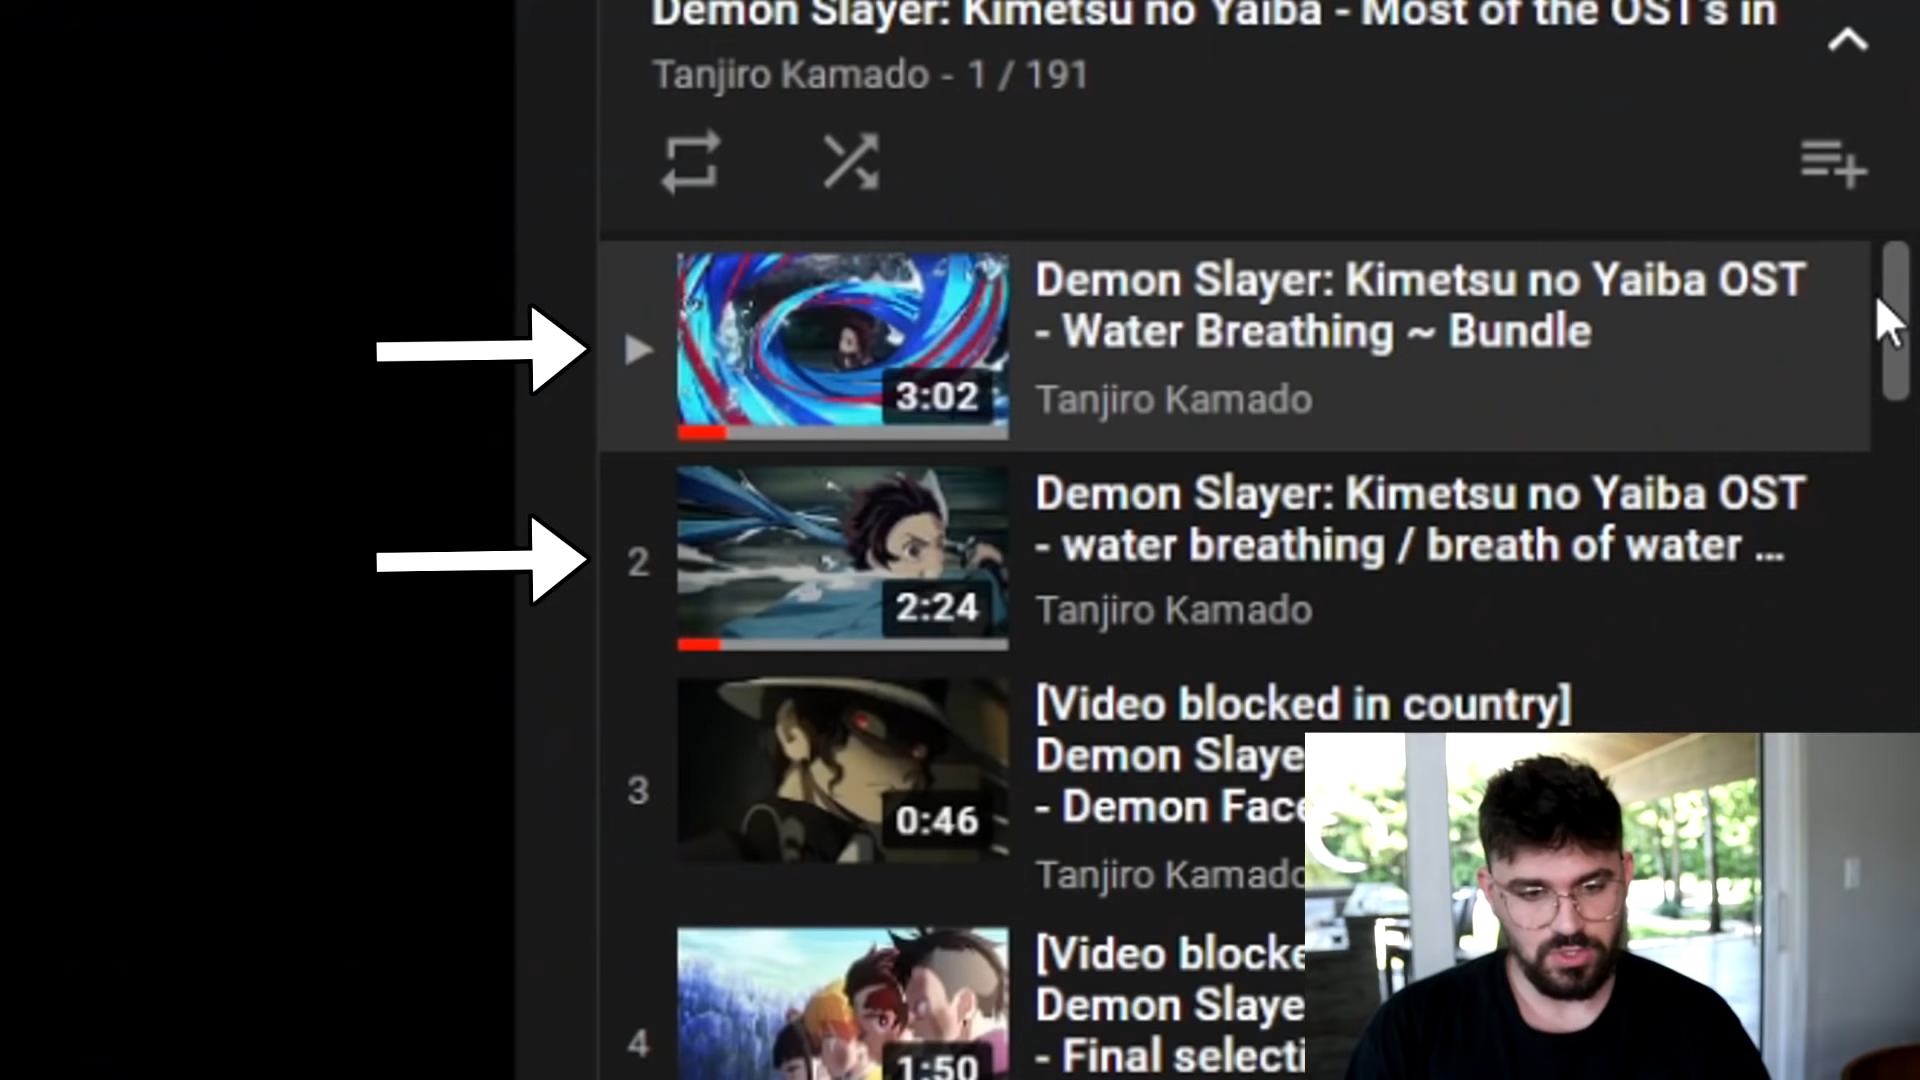 Demon Slayer: Kimetsu no Yaiba - Most of the OST's in
Tanjiro Kamado - 1 / 191
Demon Slayer: Kimetsu no Yaiba OST
- Water Breathing ~ Bundle
3:02
Tanjiro Kamado
2
Demon Slayer: Kimetsu no Yaiba OST
- water breathing / breath of water ...
2:24
Tanjiro Kamado
3
[Video blocked in country]
Demon Slaye
- Demon Face
0:46
Tanjiro Kamado
4
[Video blocke
Demon Slaye
- Final selecti
1:50